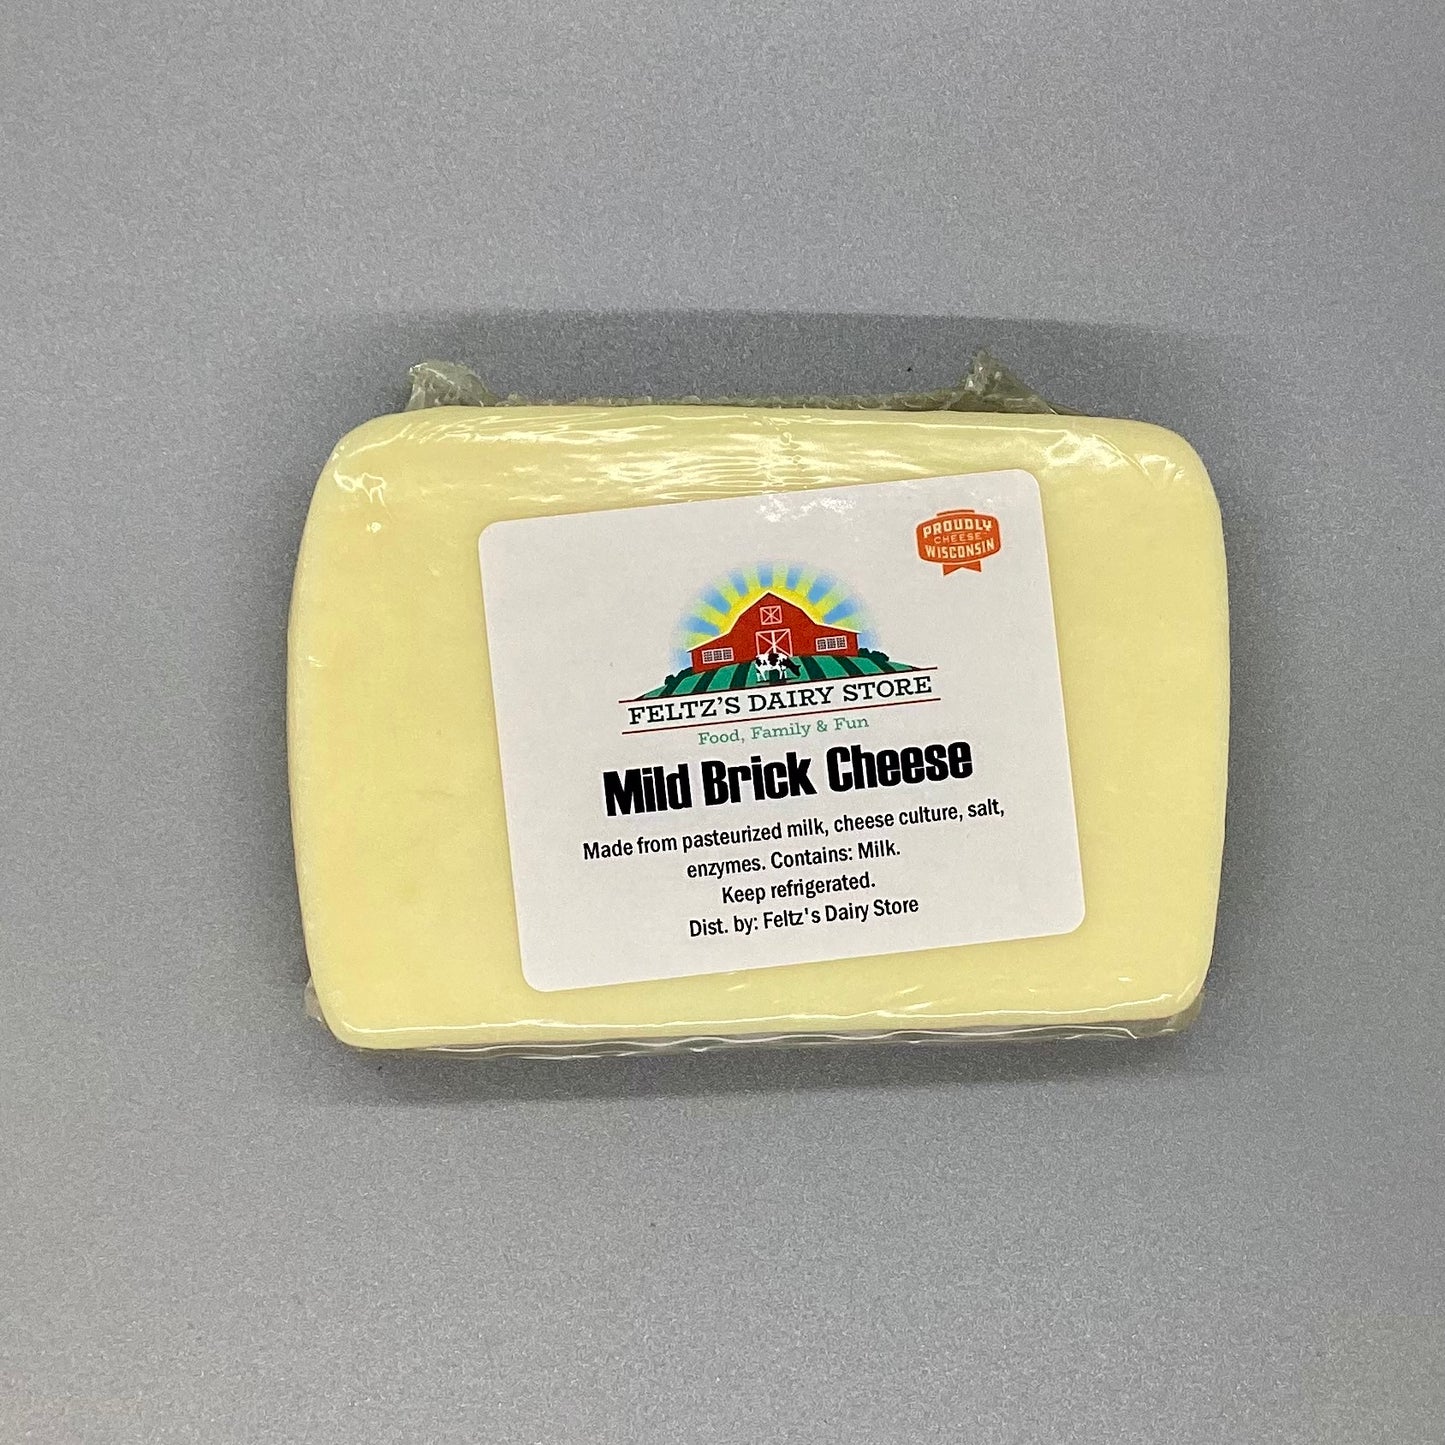 PROUDLY
CHEESE
WISCONSIN
FELTZ'S DAIRY STORE
Food, Family & Fun
Mild Brick Cheese
Made from pasteurized milk, cheese culture, salt,
enzymes. Contains: Milk.
Keep refrigerated.
Dist. by: Feltz's Dairy Store